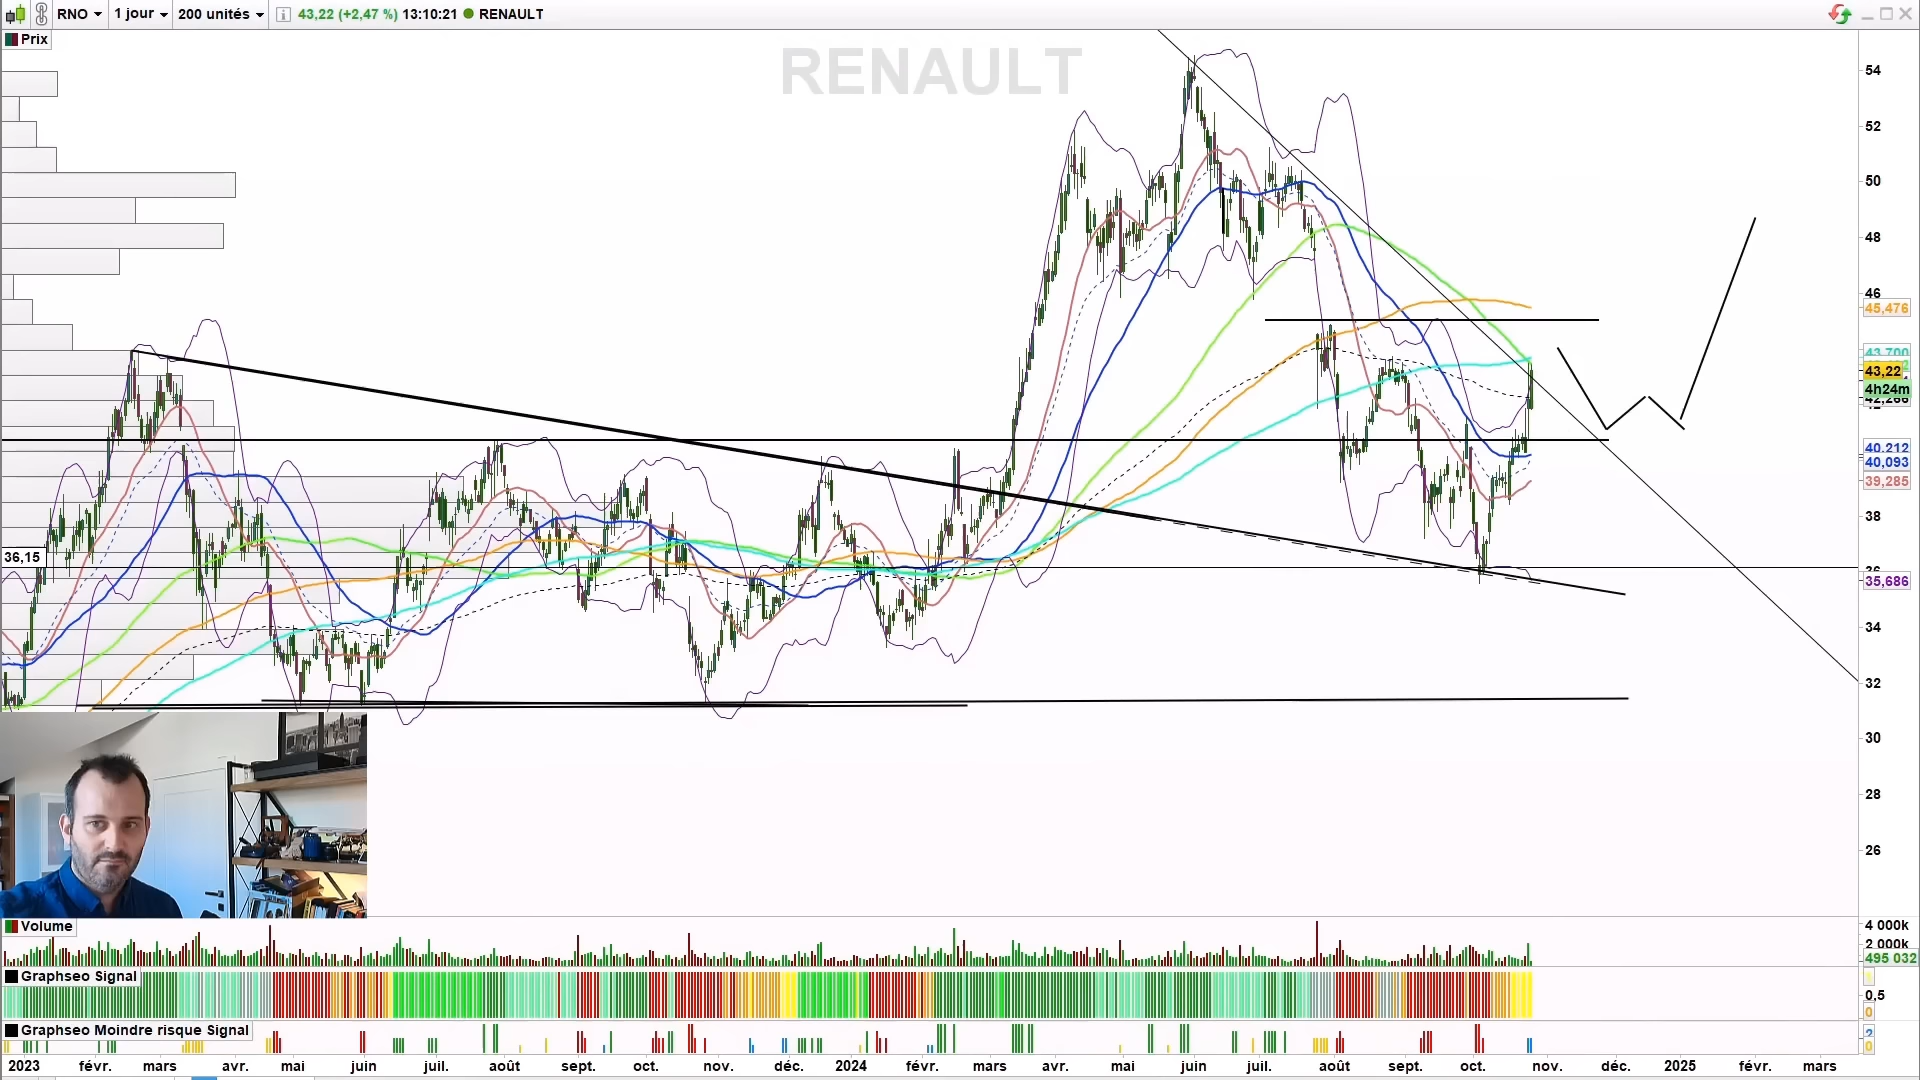 RNO 1 jour 200 unités 43,22 (+2,47 %) 13:10:21 RENAULT
Prix
RENAULT
54
52
50
48
46
45,476
43,700
43,22
4h24m
42,266
40,212
40,093
39,285
38
36,15
36
35,686
34
32
30
28
26
Volume
4 000k
2 000k
495 032
Graphseo Signal
0,5
0
Graphseo Moindre risque Signal
2
0
2023 févr. mars avr. mai juin juil. août sept. oct. nov. déc. 2024 févr. mars avr. mai juin juil. août sept. oct. nov. déc. 2025 févr. mars